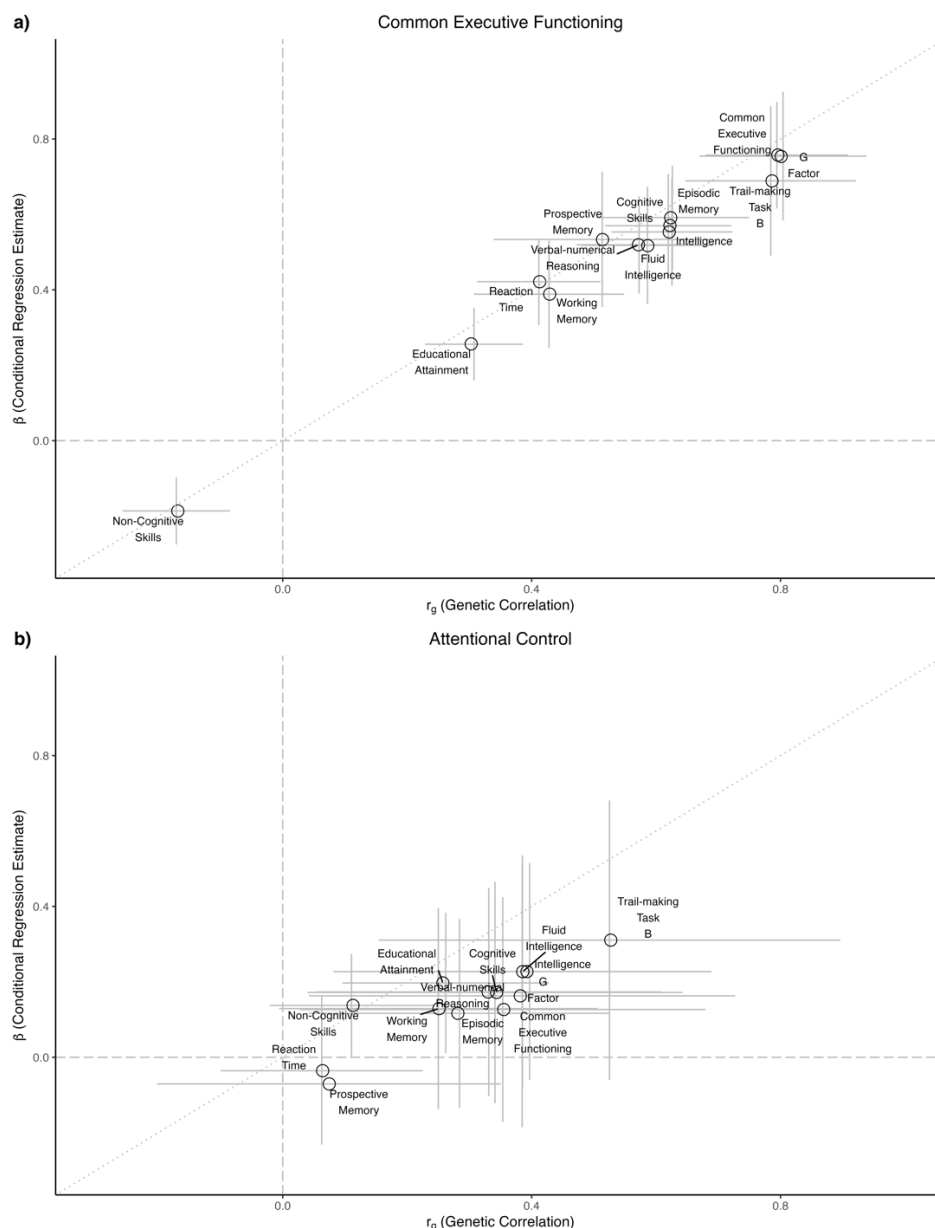 a)
Common Executive Functioning
β (Conditional Regression Estimate)
0.8
0.4
0.0
Common
Executive
Functioning
G
Factor
Trail-making
Task
B
Episodic
Memory
Cognitive
Skills
Prospective
Memory
Intelligence
Verbal-numerical
Reasoning
Fluid
Intelligence
Reaction
Time
Working
Memory
Educational
Attainment
Non-Cognitive
Skills
0.0
0.4
0.8
rg (Genetic Correlation)
b)
Attentional Control
β (Conditional Regression Estimate)
0.8
0.4
0.0
Trail-making
Task
B
Fluid
Intelligence
Intelligence
Educational
Attainment
Cognitive
Skills
G
Factor
Verbal-numerical
Reasoning
Non-Cognitive
Skills
Working
Memory
Episodic
Memory
Common
Executive
Functioning
Reaction
Time
Prospective
Memory
0.0
0.4
0.8
rg (Genetic Correlation)